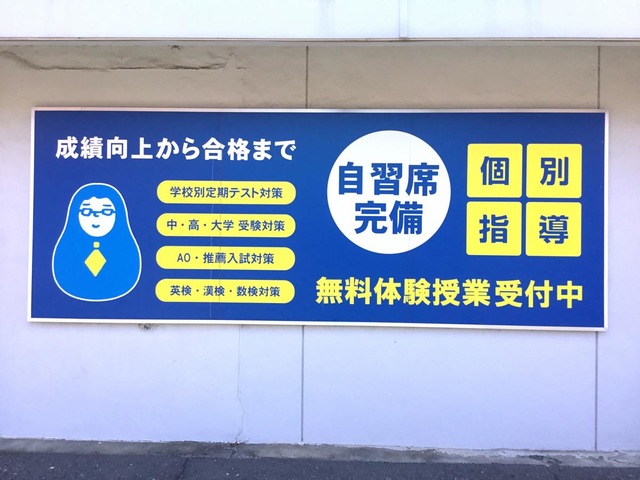 成績向上から合格まで
学校別定期テスト対策
中・高・大学 受験対策
AO・推薦入試対策
英検・漢検・数検対策
自習席
完備
個別
指導
無料体験授業受付中